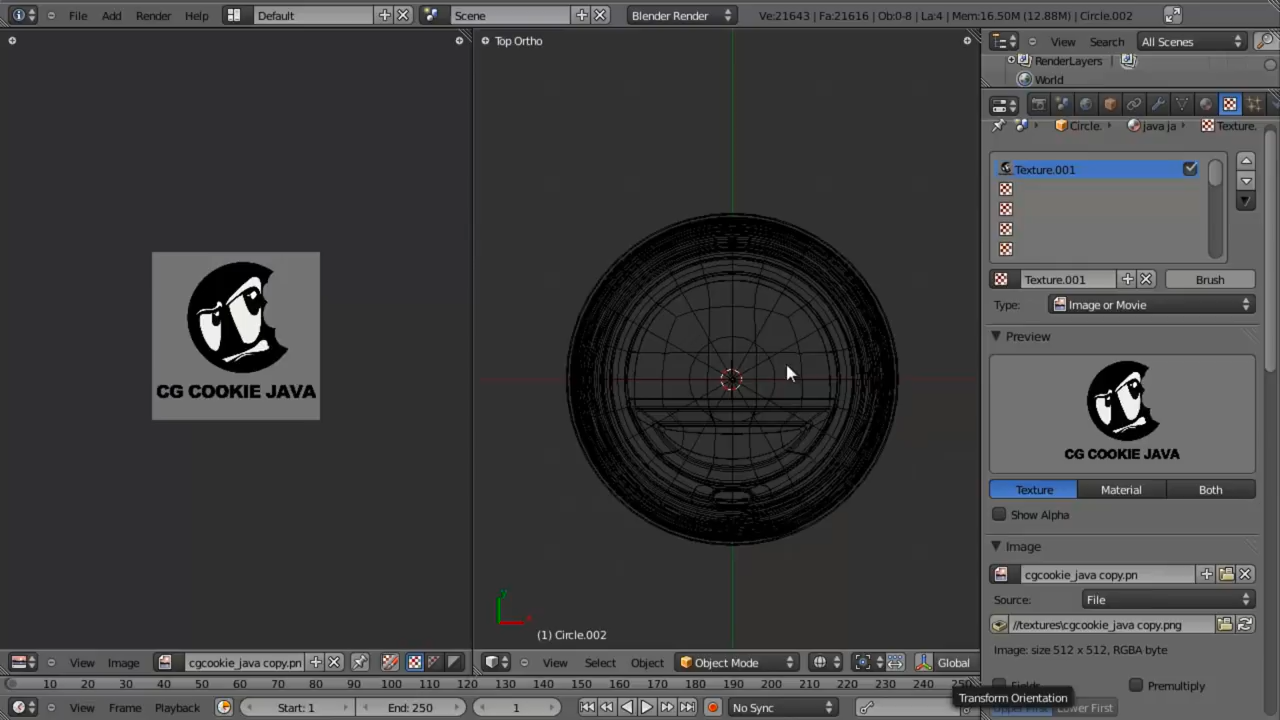 File Add Render Help Default Scene Blender Render Ve:21643 | Fa:21616 | Ob:0-8 | La:4 | Mem:16.50M (12.88M) | Circle.002
Top Ortho
View Search All Scenes
RenderLayers |
World
Circle. java ja Texture.
Texture.001
Texture.001 Brush
Type: Image or Movie
Preview
CG COOKIE JAVA
CG COOKIE JAVA
Texture Material Both
Show Alpha
Image
cgcookie_java copy.pn
Source: File
//textures\cgcookie_java copy.png
Image: size 512 x 512, RGBA byte
Premultiply
Transform Orientation
Lower First
y
x
(1) Circle.002
View Image cgcookie_java copy.pn View Select Object Object Mode Global
10 20 30 40 50 60 70 80 90 100 110 120 130 140 150 160 170 180 190 200 210 220 230 240 250
View Frame Playback Start: 1 End: 250 1 No Sync